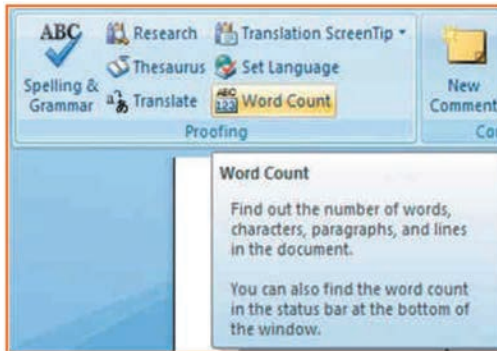 ABC
Spelling &
Grammar
Research
Thesaurus
Translate
Translation ScreenTip
Set Language
ABC
123
Word Count
Proofing
New
Comment
Word Count
Find out the number of words,
characters, paragraphs, and lines
in the document.
You can also find the word count
in the status bar at the bottom of
the window.